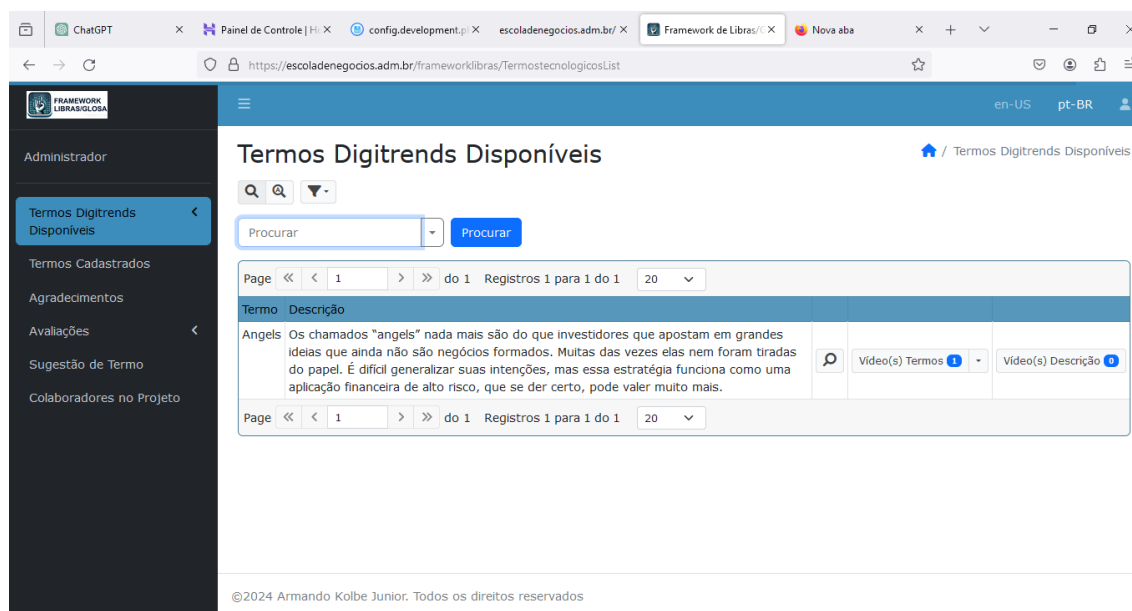 ChatGPT
Painel de Controle | H
config.development.p
escoladenegocios.adm.br/
Framework de Libras/
Nova aba
https://escoladenegocios.adm.br/frameworklibras/TermostecnologicosList
FRAMEWORK
LIBRAS/GLOSA
en-US pt-BR
Administrador
Termos Digitrends Disponíveis
Termos Digitrends
Disponíveis
/ Termos Digitrends Disponíveis
Procurar Procurar
Termos Cadastrados
Agradecimentos
Avaliações
Sugestão de Termo
Colaboradores no Projeto
Page 1 do 1 Registros 1 para 1 do 1 20
Termo Descrição
Angels Os chamados “angels” nada mais são do que investidores que apostam em grandes
ideias que ainda não são negócios formados. Muitas das vezes elas nem foram tiradas
do papel. É difícil generalizar suas intenções, mas essa estratégia funciona como uma
aplicação financeira de alto risco, que se der certo, pode valer muito mais.
Vídeo(s) Termos 1
Vídeo(s) Descrição 0
Page 1 do 1 Registros 1 para 1 do 1 20
©2024 Armando Kolbe Junior. Todos os direitos reservados